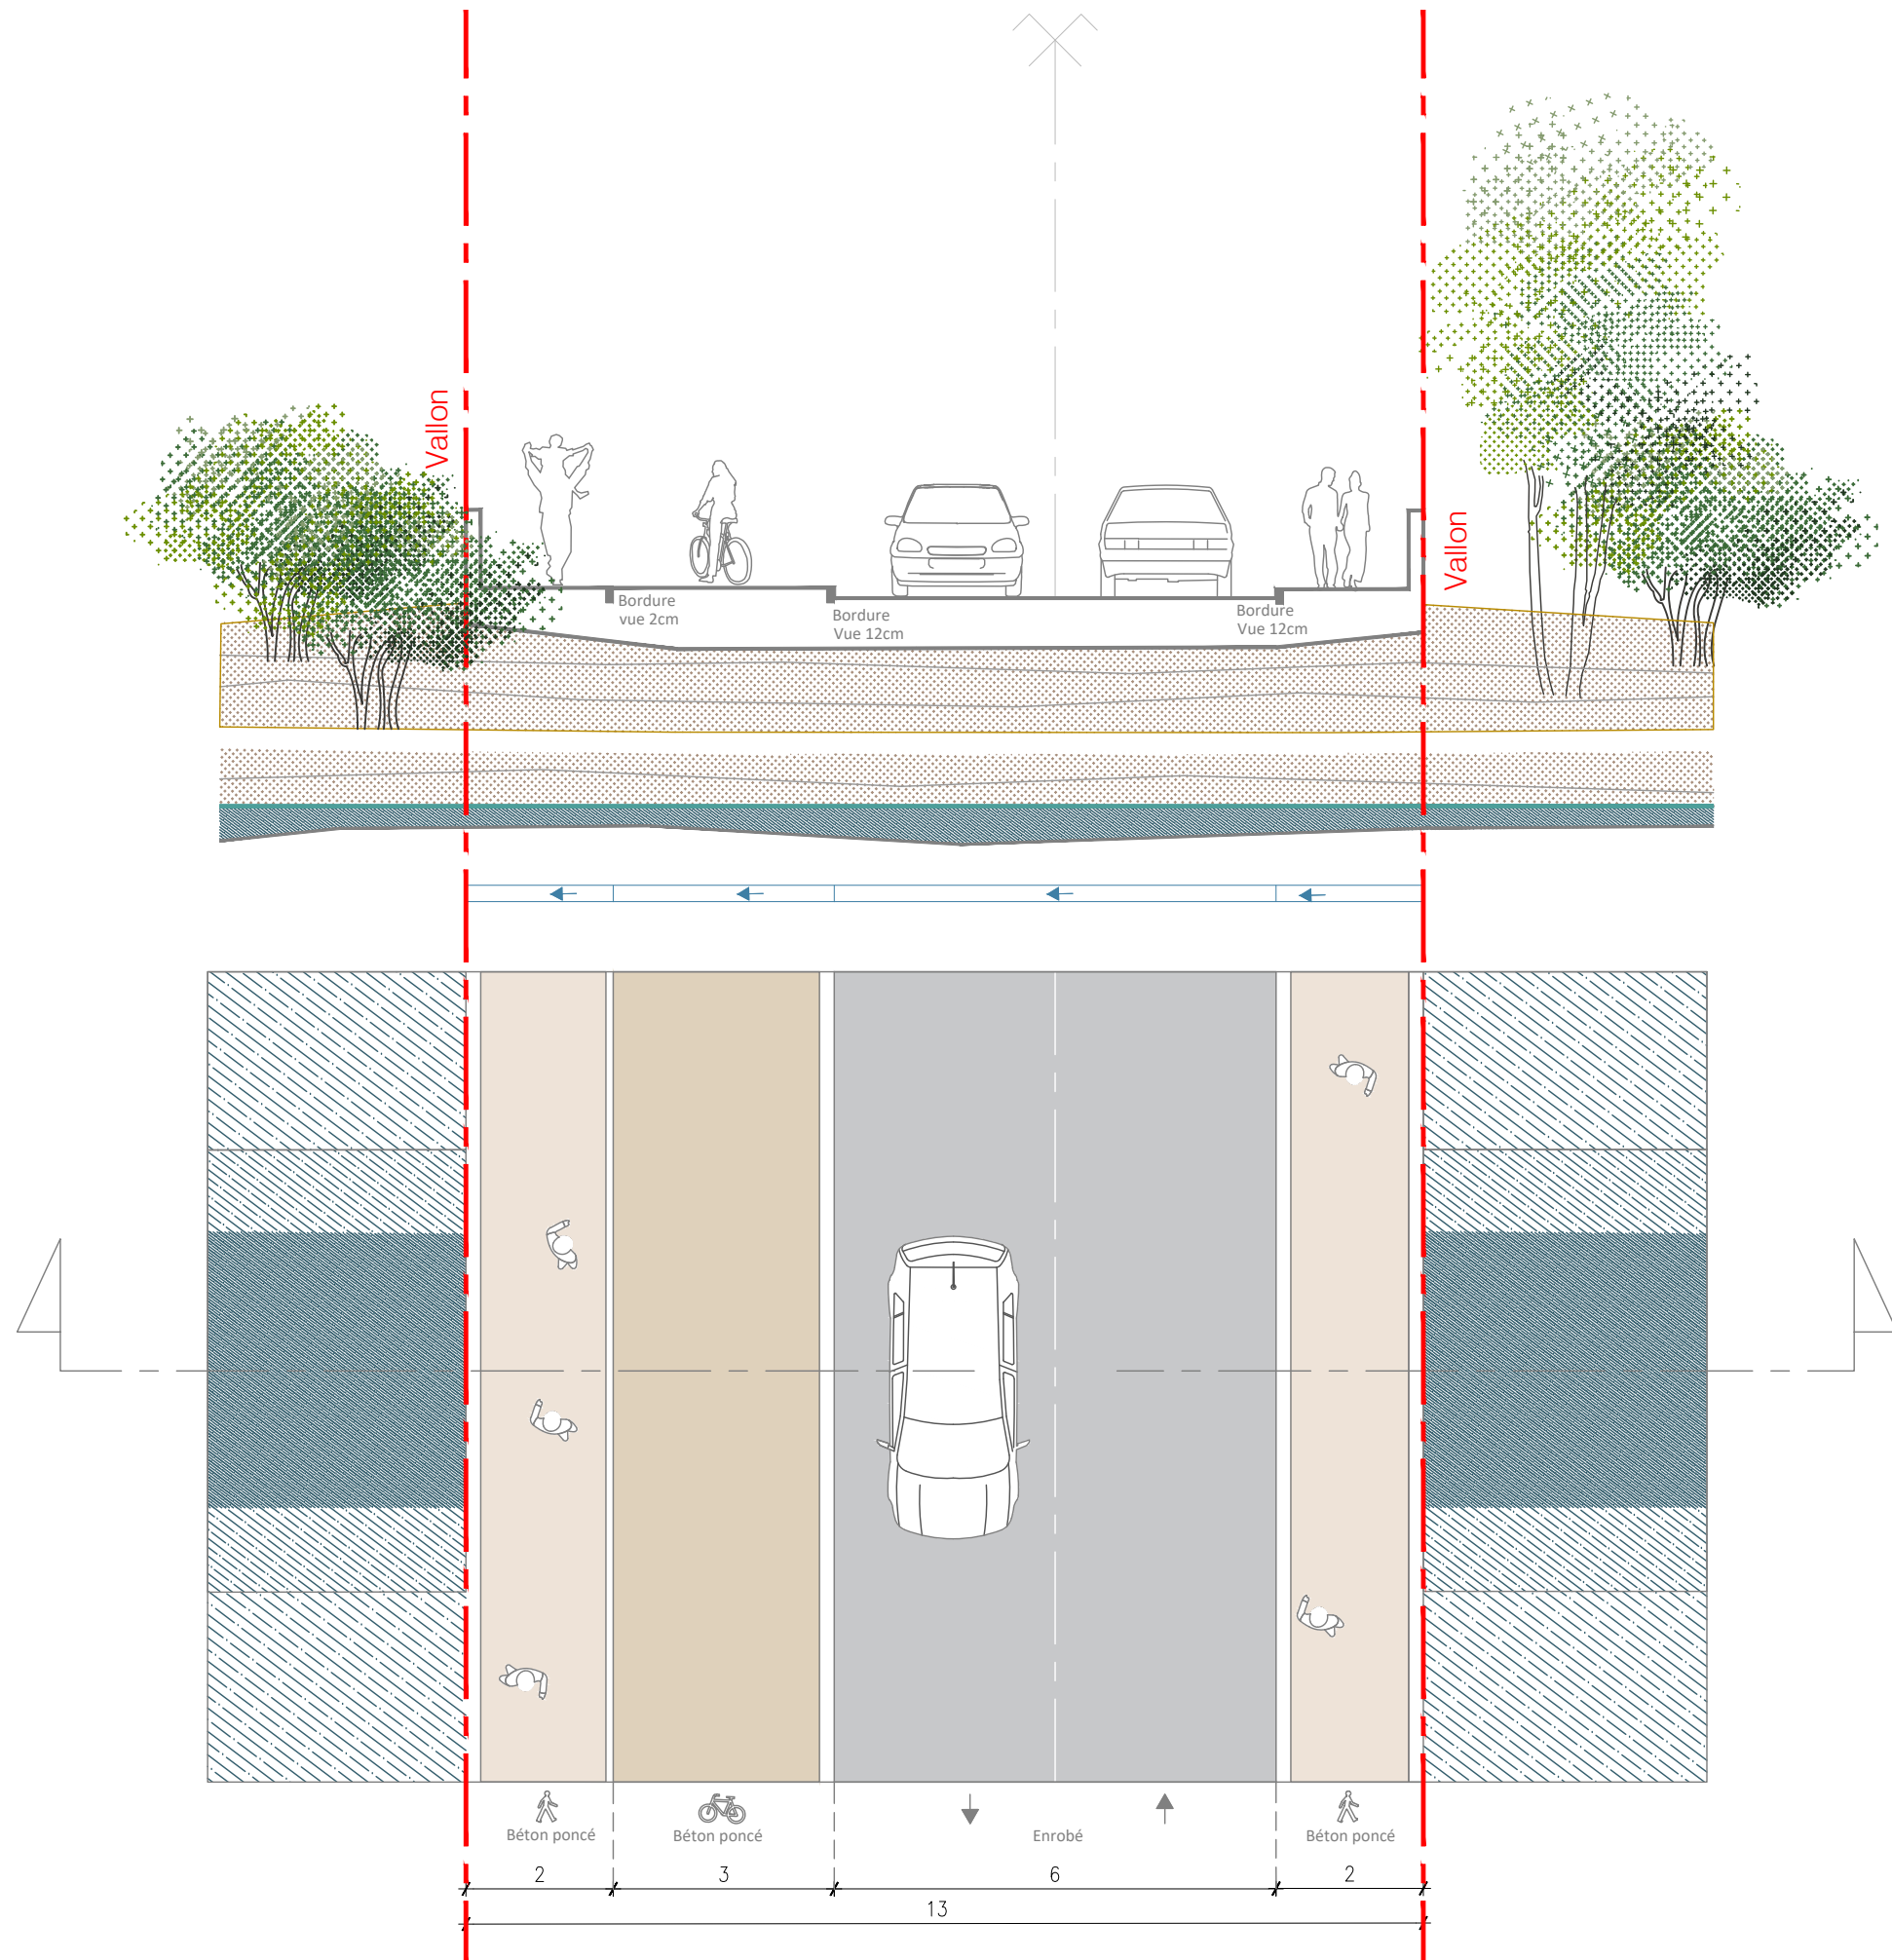 Vallon
Vallon
Bordure
vue 2cm
Bordure
Vue 12cm
Bordure
Vue 12cm
Béton poncé
Béton poncé
Enrobé
Béton poncé
2
3
6
2
13